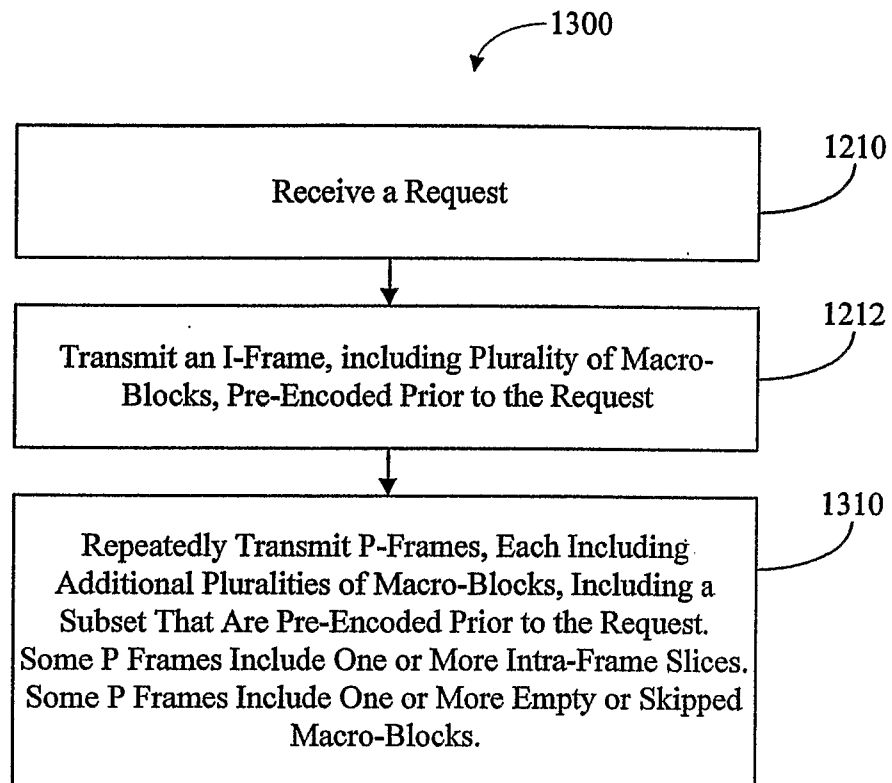 1300
1210
Receive a Request
1212
Transmit an I-Frame, including Plurality of Macro-
Blocks, Pre-Encoded Prior to the Request
1310
Repeatedly Transmit P-Frames, Each Including
Additional Pluralities of Macro-Blocks, Including a
Subset That Are Pre-Encoded Prior to the Request.
Some P Frames Include One or More Intra-Frame Slices.
Some P Frames Include One or More Empty or Skipped
Macro-Blocks.